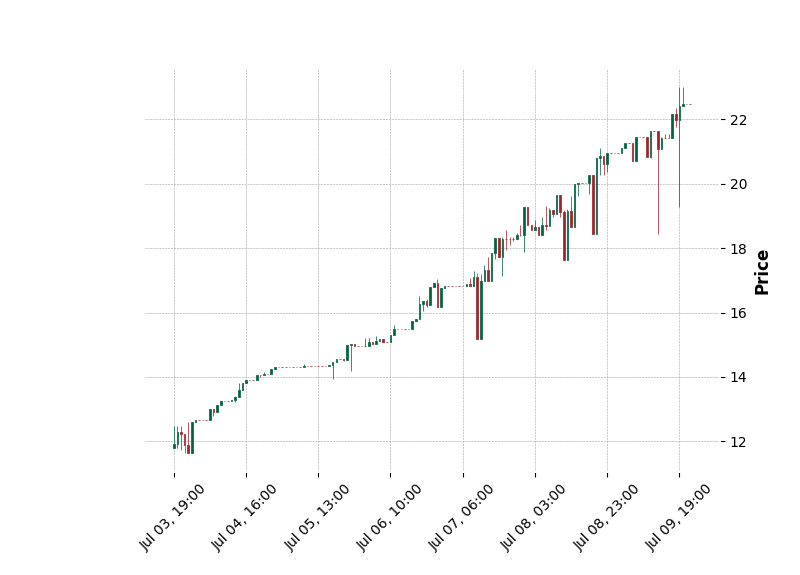 22
20
18
16
14
12
Price
Jul 03, 19:00
Jul 04, 16:00
Jul 05, 13:00
Jul 06, 10:00
Jul 07, 06:00
Jul 08, 03:00
Jul 08, 23:00
Jul 09, 19:00